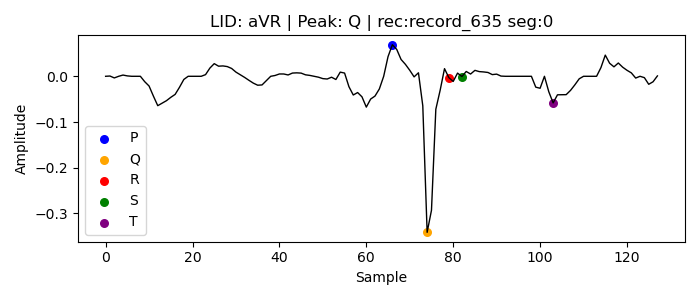 LID: aVR | Peak: Q | rec:record_635 seg:0
Amplitude
0.0
−0.1
−0.2
−0.3
P
Q
R
S
T
0 20 40 60 80 100 120
Sample